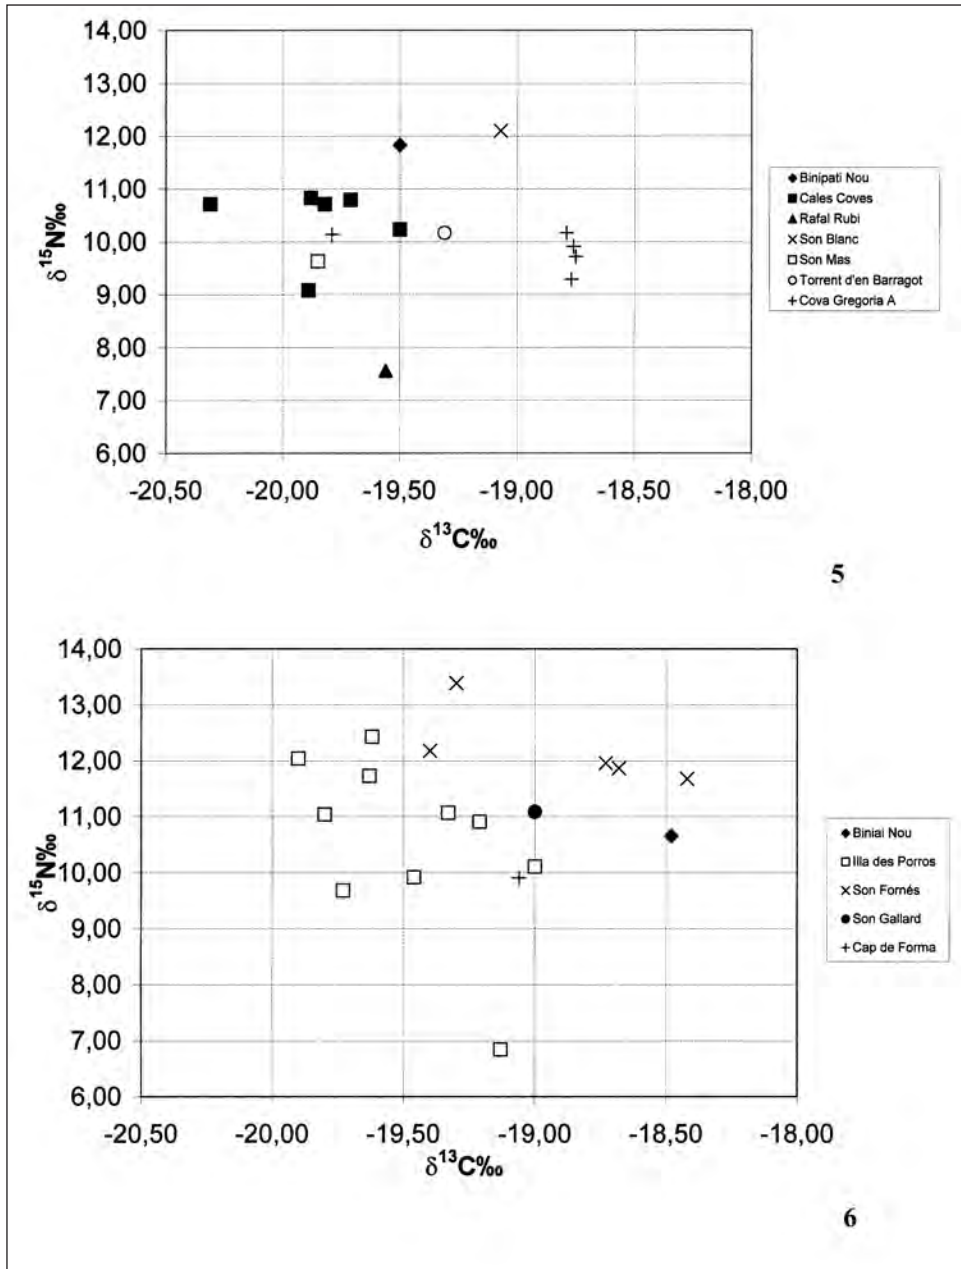 14,00
13,00
12,00
11,00
10,00
9,00
8,00
7,00
6,00
δ¹⁵N‰
-20,50 -20,00 -19,50 -19,00 -18,50 -18,00
δ¹³C‰
Binipati Nou
Cales Coves
Rafal Rubi
Son Blanc
Son Mas
Torrent d'en Barragot
Cova Gregoria A
5
14,00
13,00
12,00
11,00
10,00
9,00
8,00
7,00
6,00
δ¹⁵N‰
-20,50 -20,00 -19,50 -19,00 -18,50 -18,00
δ¹³C‰
Biniai Nou
Illa des Porros
Son Fornés
Son Gallard
Cap de Forma
6